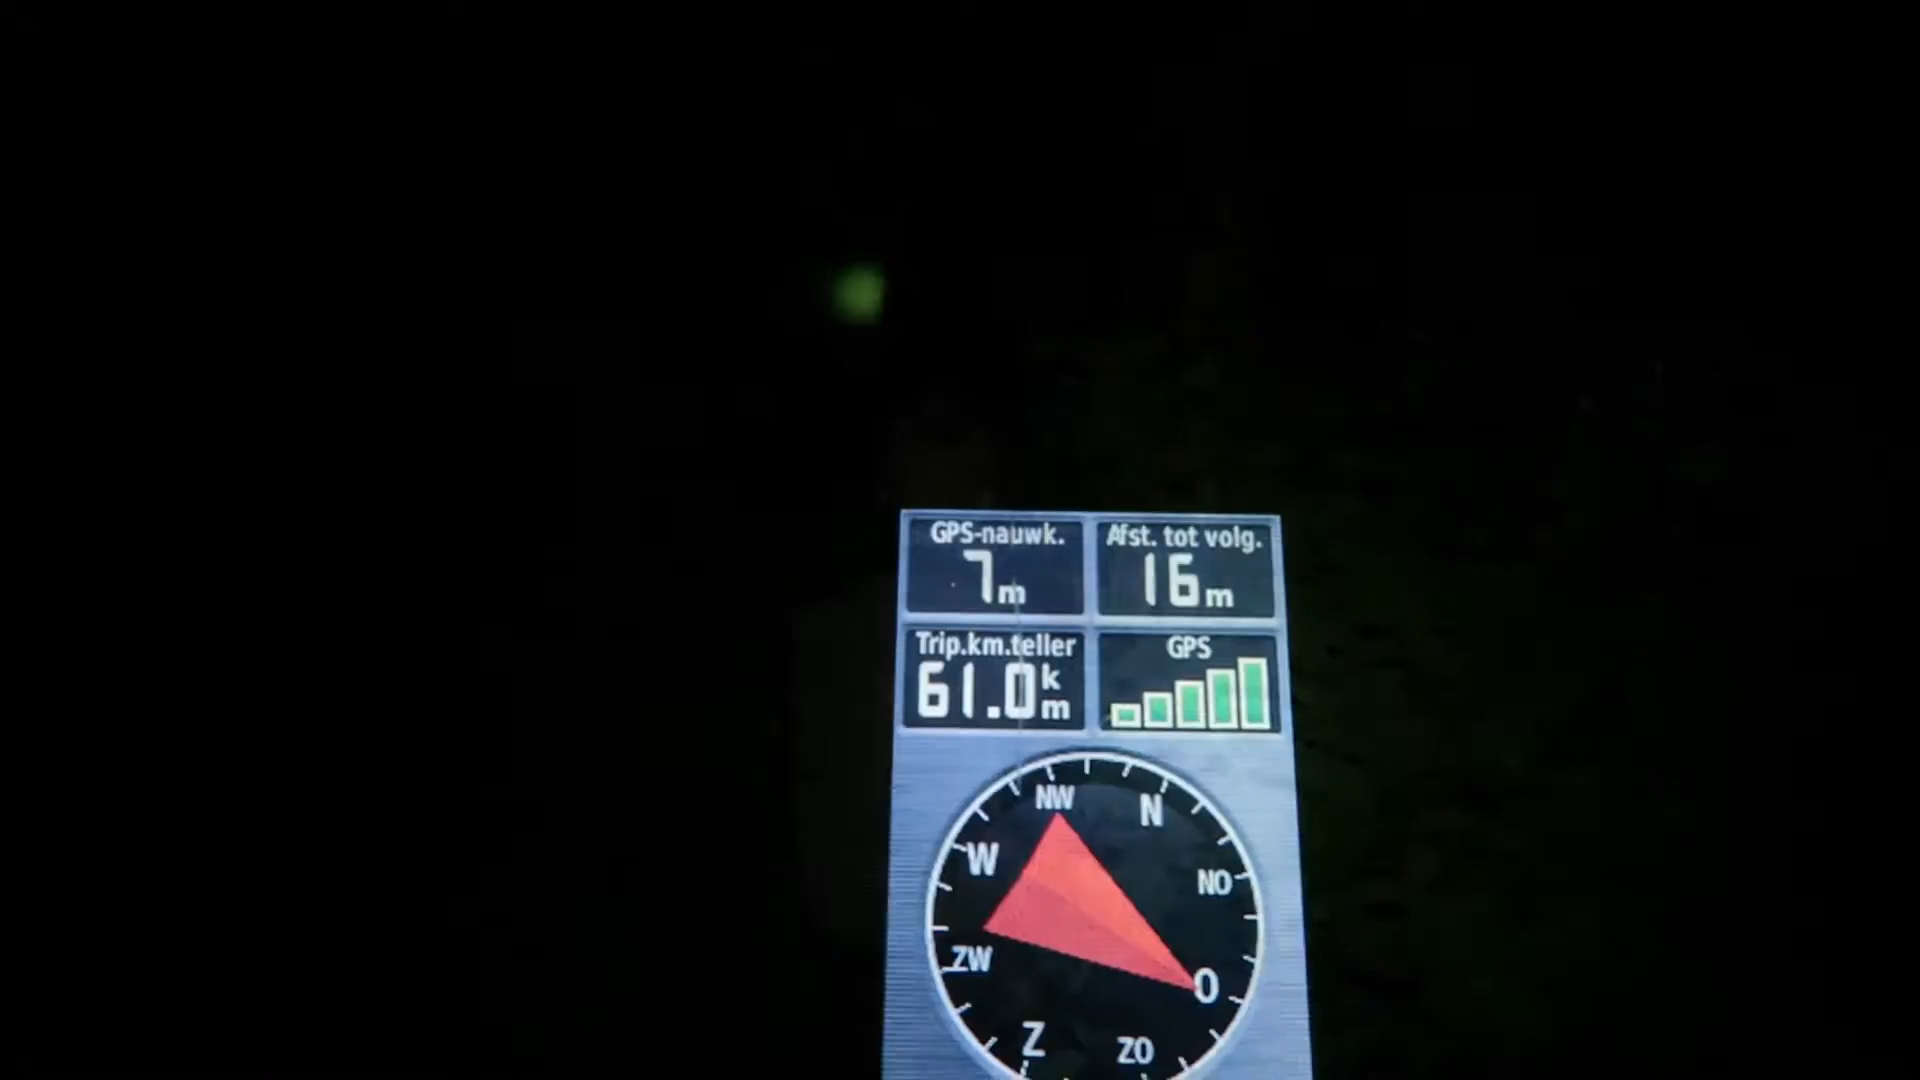 GPS-nauwk.
7m
Afst. tot volg.
16m
Trip.km.teller
61.0km
GPS
NW
N
W
NO
ZW
O
Z
ZO